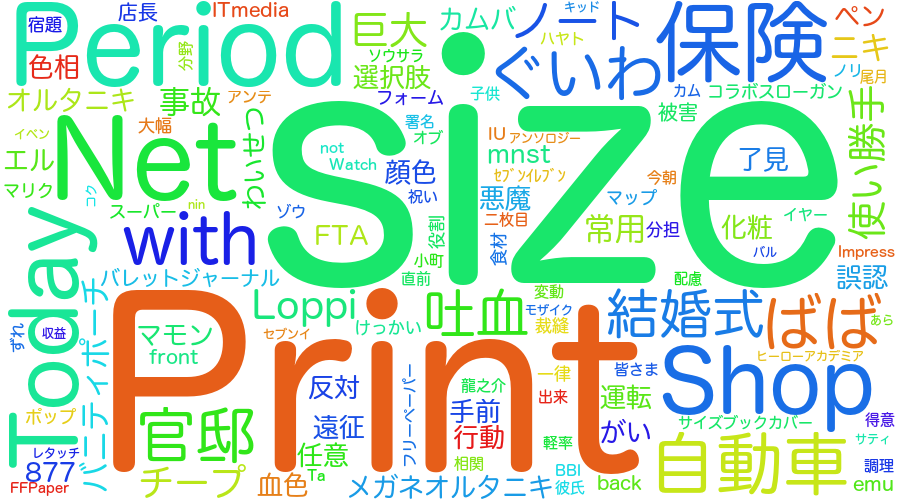 宿題
店長
ITmedia
Period
巨大
カムバ
ノート
キッド
保険
ペン
ハヤト
ニキ
色相
分野
ソウサラ
選択肢
ぐいわ
ノリ
尾月
オルタニキ
事故
アンテ
フォーム
子供
カム
コラボスローガン
イベン
大幅
わいせつ
署名
オブ
IU
アンソロジー
被害
使い勝手
エル
Net
size
not
Watch
mnst
セブンイレブン
今朝
了見
マリク
コク
顔色
祝い
悪魔
二枚目
マップ
スーパー
nin
ゾウ
常用
分担
化粧
イヤー
Today
with
FTA
役割
小町
食材
バル
Impress
バレットジャーナル
直前
配慮
誤認
バニティポーチ
Loppi
吐血
変動
モザイク
結婚式
ばば
ずれ
収益
マモン
front
セブンイ
けっかい
裁縫
あら
Print
フリーペーパー
一律
皆さま
ヒーローアカデミア
反対
龍之介
出来
運転
Shop
ポップ
官邸
遠征
手前
行動
がい
サイズブックカバー
得意
レタッチ
877
任意
相関
軽率
自動車
サティ
FFPaper
チープ
血色
Ta
メガネオルタニキ
BBI
彼氏
back
調理
emu